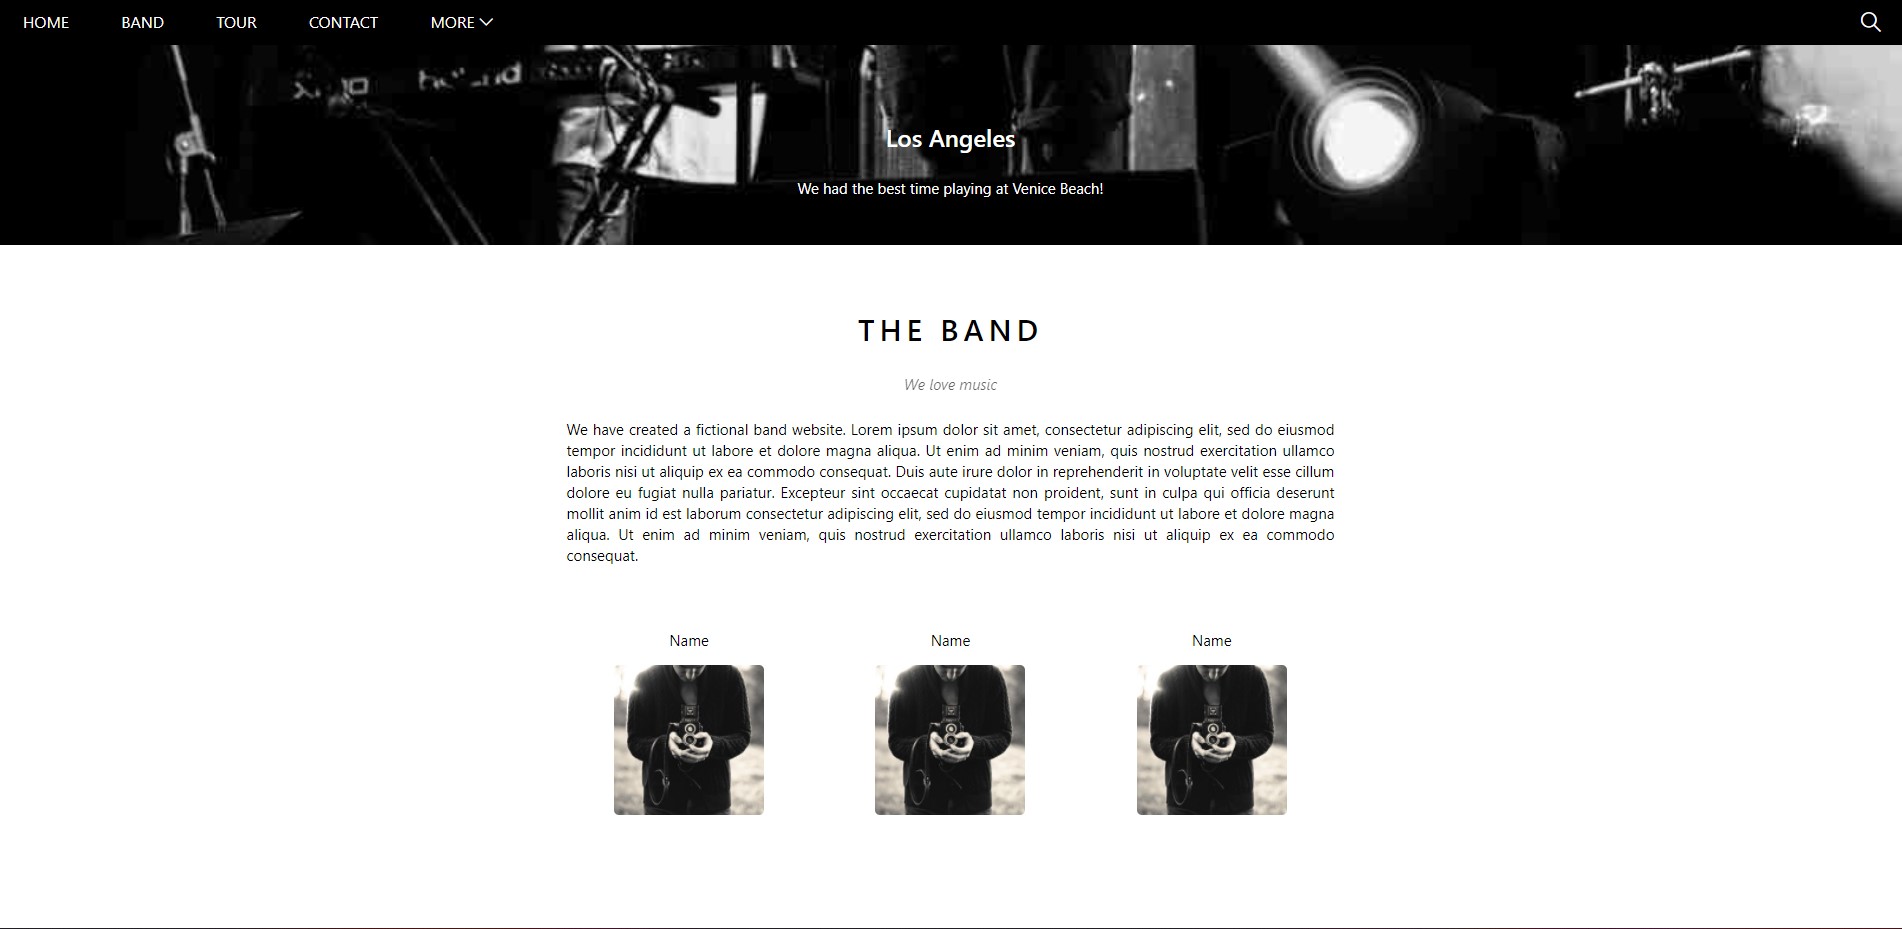 HOME BAND TOUR CONTACT MORE
Los Angeles
We had the best time playing at Venice Beach!
THE BAND
We love music
We have created a fictional band website. Lorem ipsum dolor sit amet, consectetur adipiscing elit, sed do eiusmod
tempor incididunt ut labore et dolore magna aliqua. Ut enim ad minim veniam, quis nostrud exercitation ullamco
laboris nisi ut aliquip ex ea commodo consequat. Duis aute irure dolor in reprehenderit in voluptate velit esse cillum
dolore eu fugiat nulla pariatur. Excepteur sint occaecat cupidatat non proident, sunt in culpa qui officia deserunt
mollit anim id est laborum consectetur adipiscing elit, sed do eiusmod tempor incididunt ut labore et dolore magna
aliqua. Ut enim ad minim veniam, quis nostrud exercitation ullamco laboris nisi ut aliquip ex ea commodo
consequat.
Name Name Name